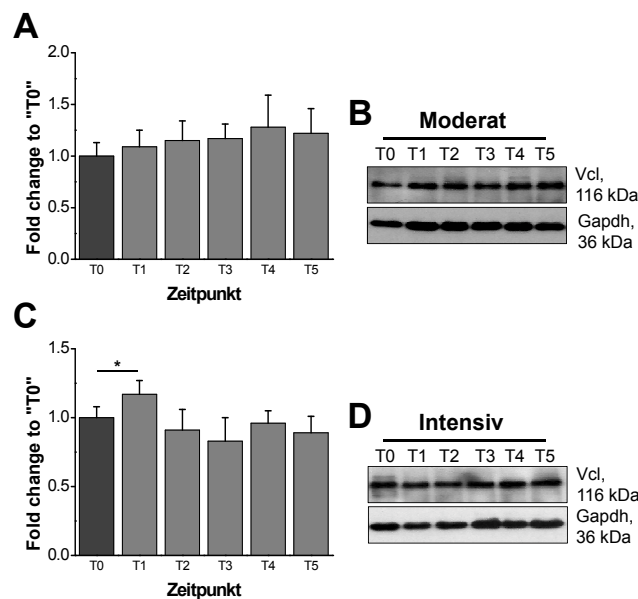 A
Fold change to "T0"
2.0
1.5
1.0
0.5
0.0
T0 T1 T2 T3 T4 T5
Zeitpunkt
B
Moderat
T0 T1 T2 T3 T4 T5
Vcl,
116 kDa
Gapdh,
36 kDa
C
Fold change to "T0"
1.5
1.0
0.5
0.0
*
T0 T1 T2 T3 T4 T5
Zeitpunkt
D
Intensiv
T0 T1 T2 T3 T4 T5
Vcl,
116 kDa
Gapdh,
36 kDa